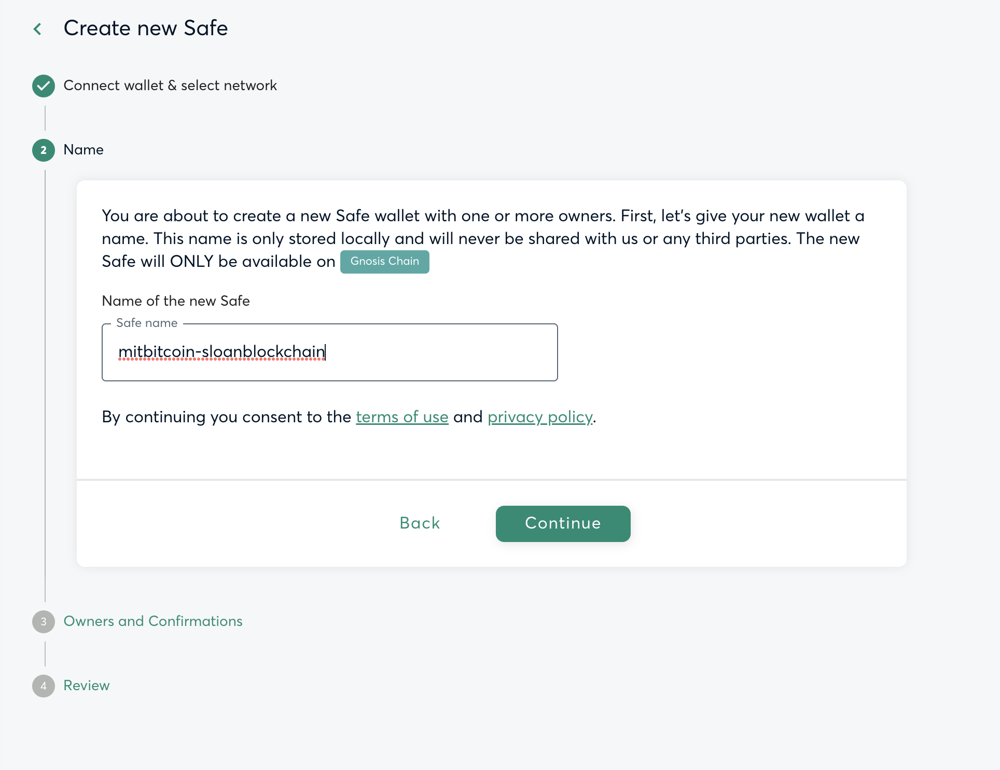 Create new Safe
Connect wallet & select network
2 Name
You are about to create a new Safe wallet with one or more owners. First, let's give your new wallet a
name. This name is only stored locally and will never be shared with us or any third parties. The new
Safe will ONLY be available on Gnosis Chain
Name of the new Safe
Safe name
mitbitcoin-sloanblockchain
By continuing you consent to the terms of use and privacy policy.
Back Continue
3 Owners and Confirmations
4 Review